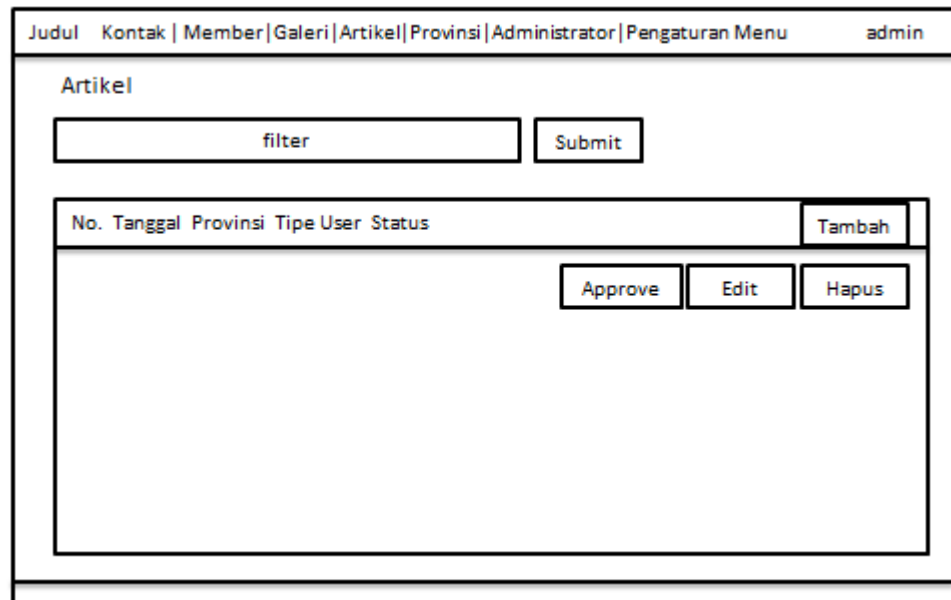 Judul Kontak | Member|Galeri|Artikel|Provinsi|Administrator|Pengaturan Menu admin
Artikel
filter Submit
No. Tanggal Provinsi Tipe User Status Tambah
Approve Edit Hapus